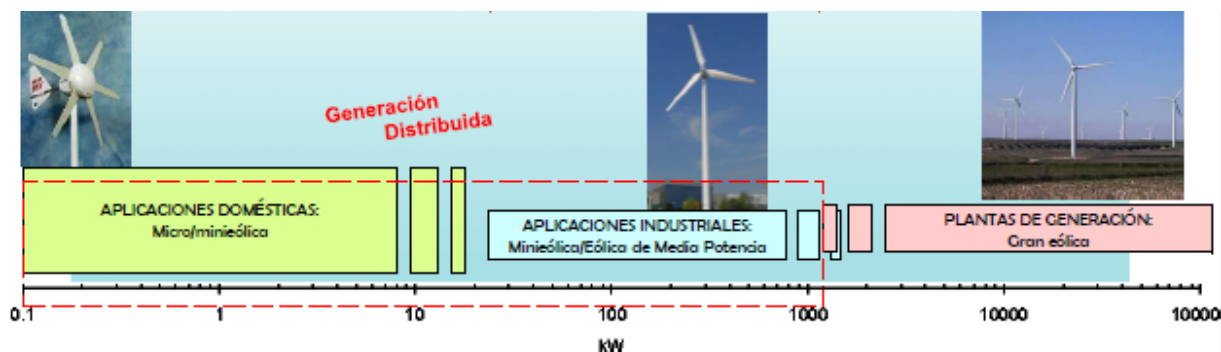 Generación
Distribuida
APLICACIONES DOMÉSTICAS:
Micro/minieólica
APLICACIONES INDUSTRIALES:
Minieólica/Eólica de Media Potencia
PLANTAS DE GENERACIÓN:
Gran eólica
0.1 1 10 100 1000 10000 10000
kW